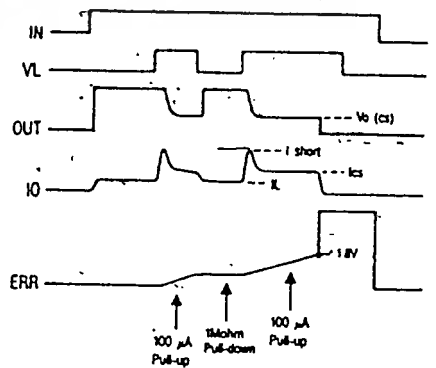 IN
VL
OUT
Vo (cs)
I short
Ics
IL
IO
1.8V
ERR
100 μA
Pull-up
1Mohm
Pull-down
100 μA
Pull-up